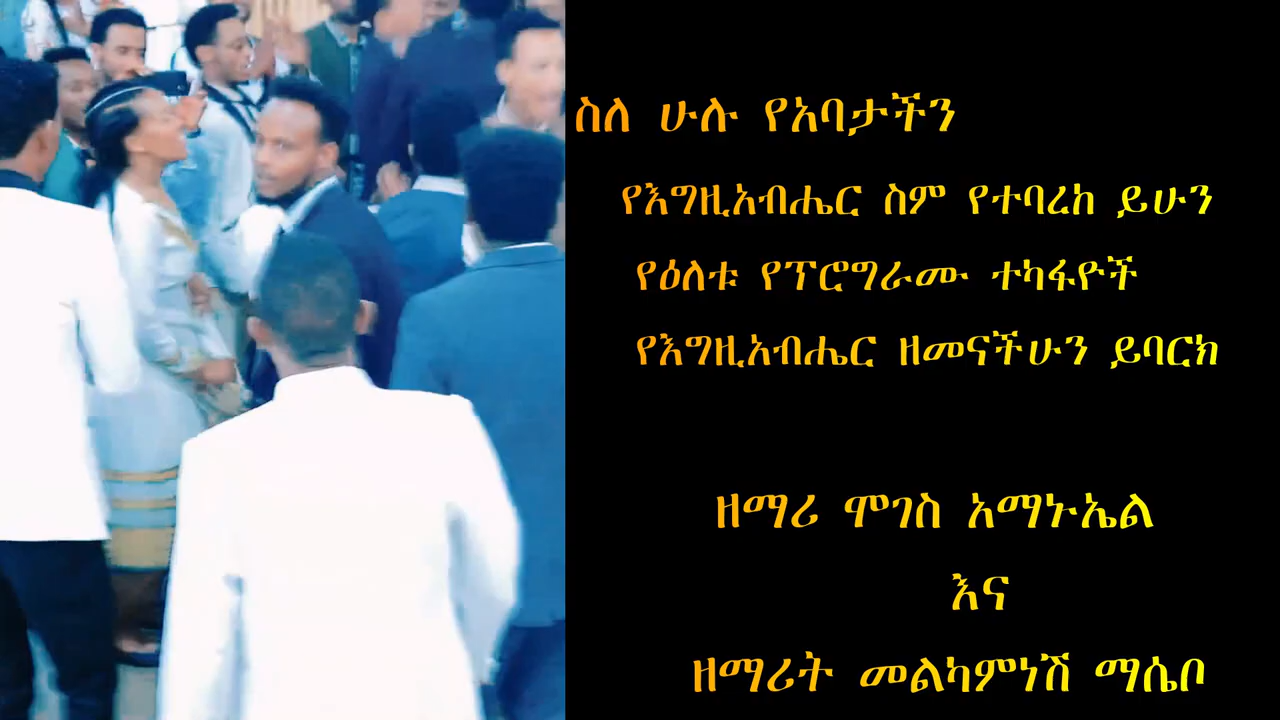 ስለ ሁሉ የአባታችን
የእግዚአብሔር ስም የተባረከ ይሁን
የዕለቱ የፕሮግራሙ ተካፋዮች
የእግዚአብሔር ዘመናችሁን ይባርክ
ዘማሪ ሞገስ አማኑኤል
እና
ዘማሪት መልካምነሽ ማሴቦ